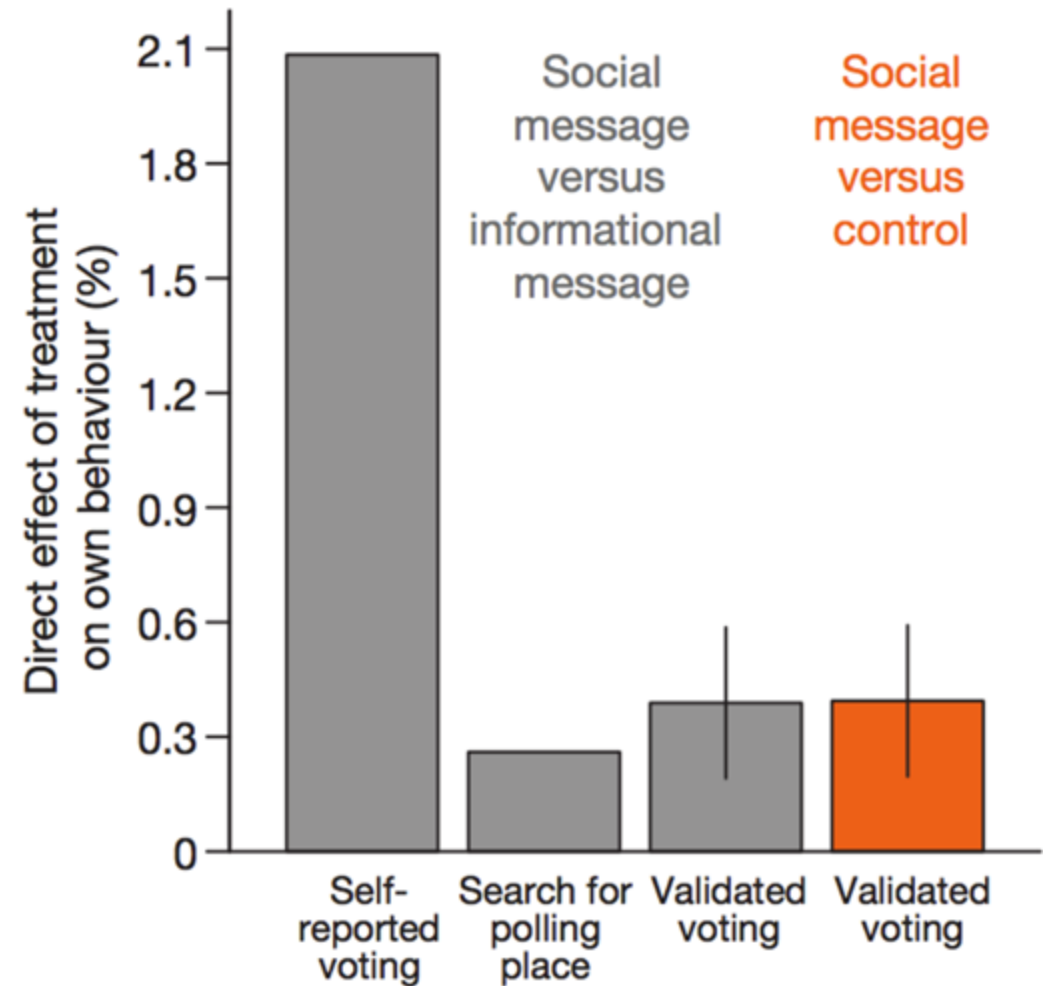 Direct effect of treatment
on own behaviour (%)
2.1
1.8
1.5
1.2
0.9
0.6
0.3
0
Social
message
versus
informational
message
Social
message
versus
control
Self-
reported
voting
Search for
polling
place
Validated
voting
Validated
voting